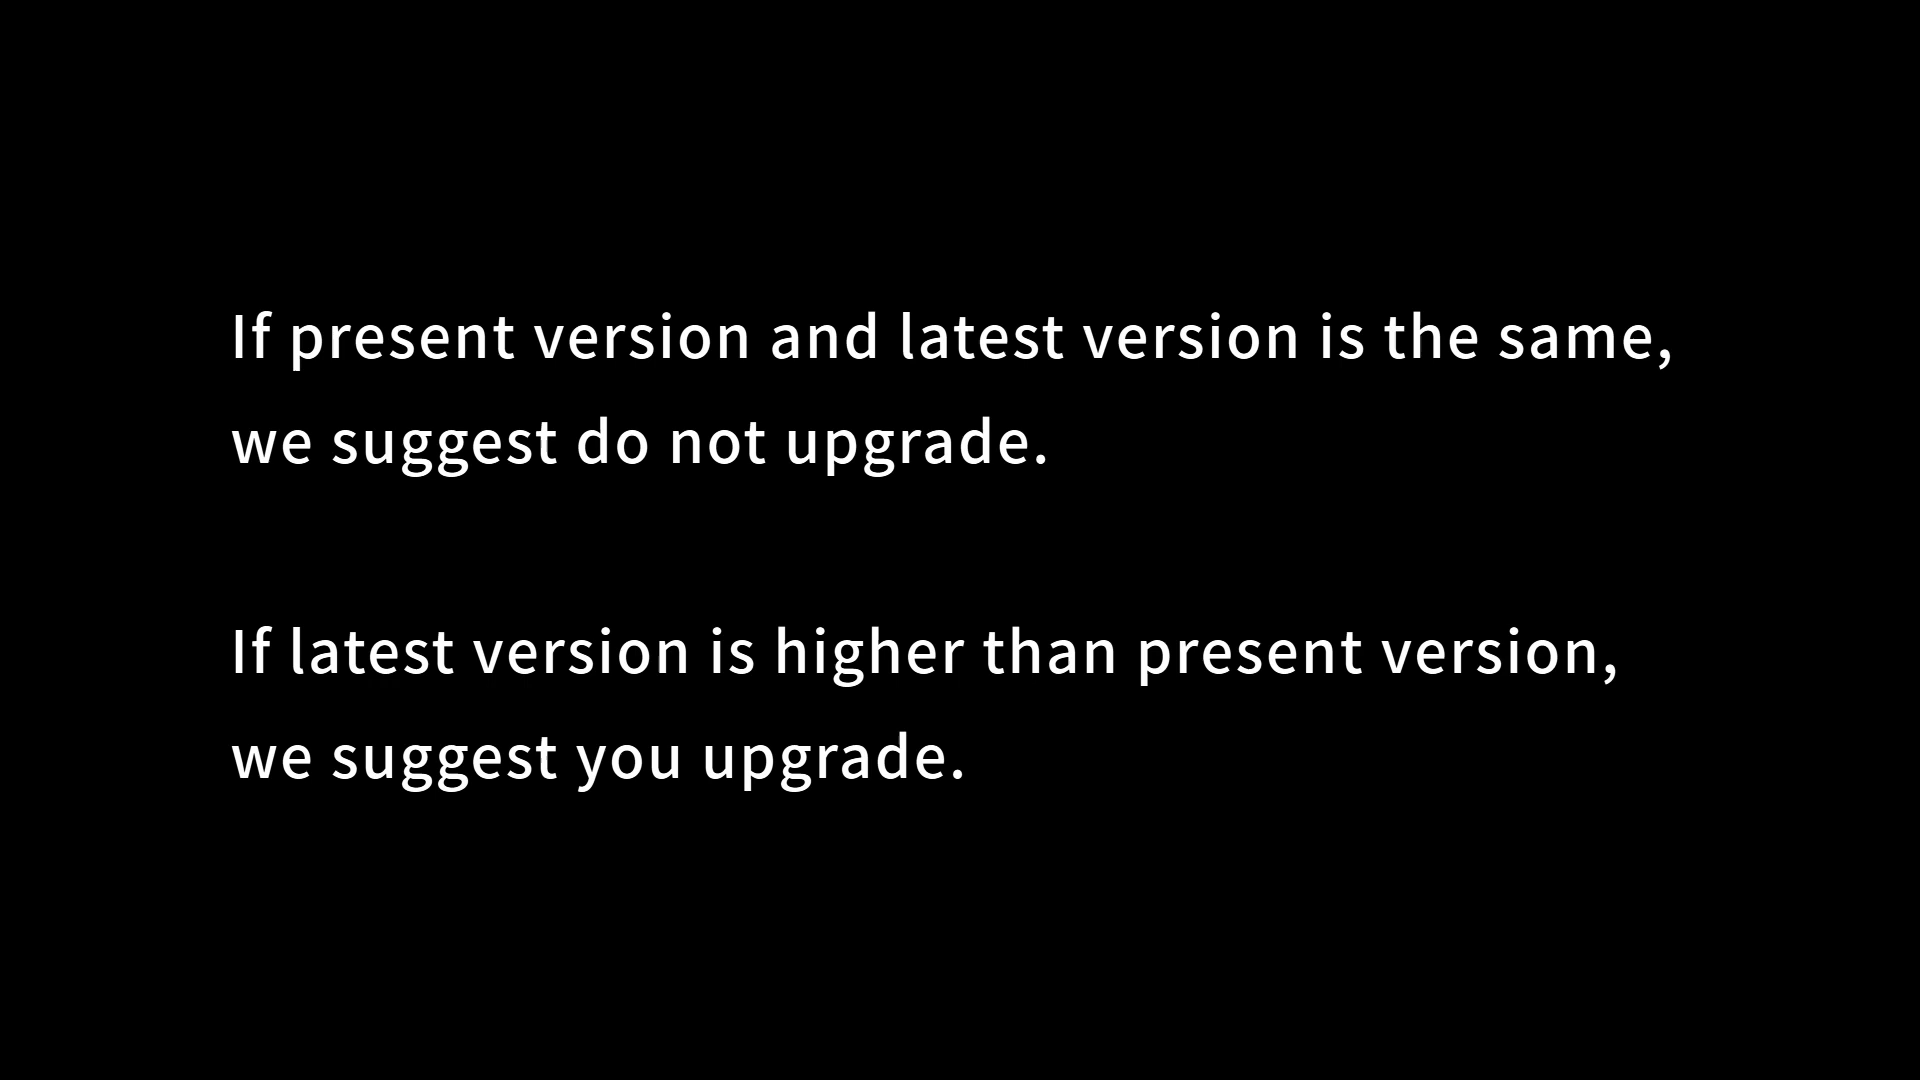 If present version and latest version is the same,
we suggest do not upgrade.
If latest version is higher than present version,
we suggest you upgrade.